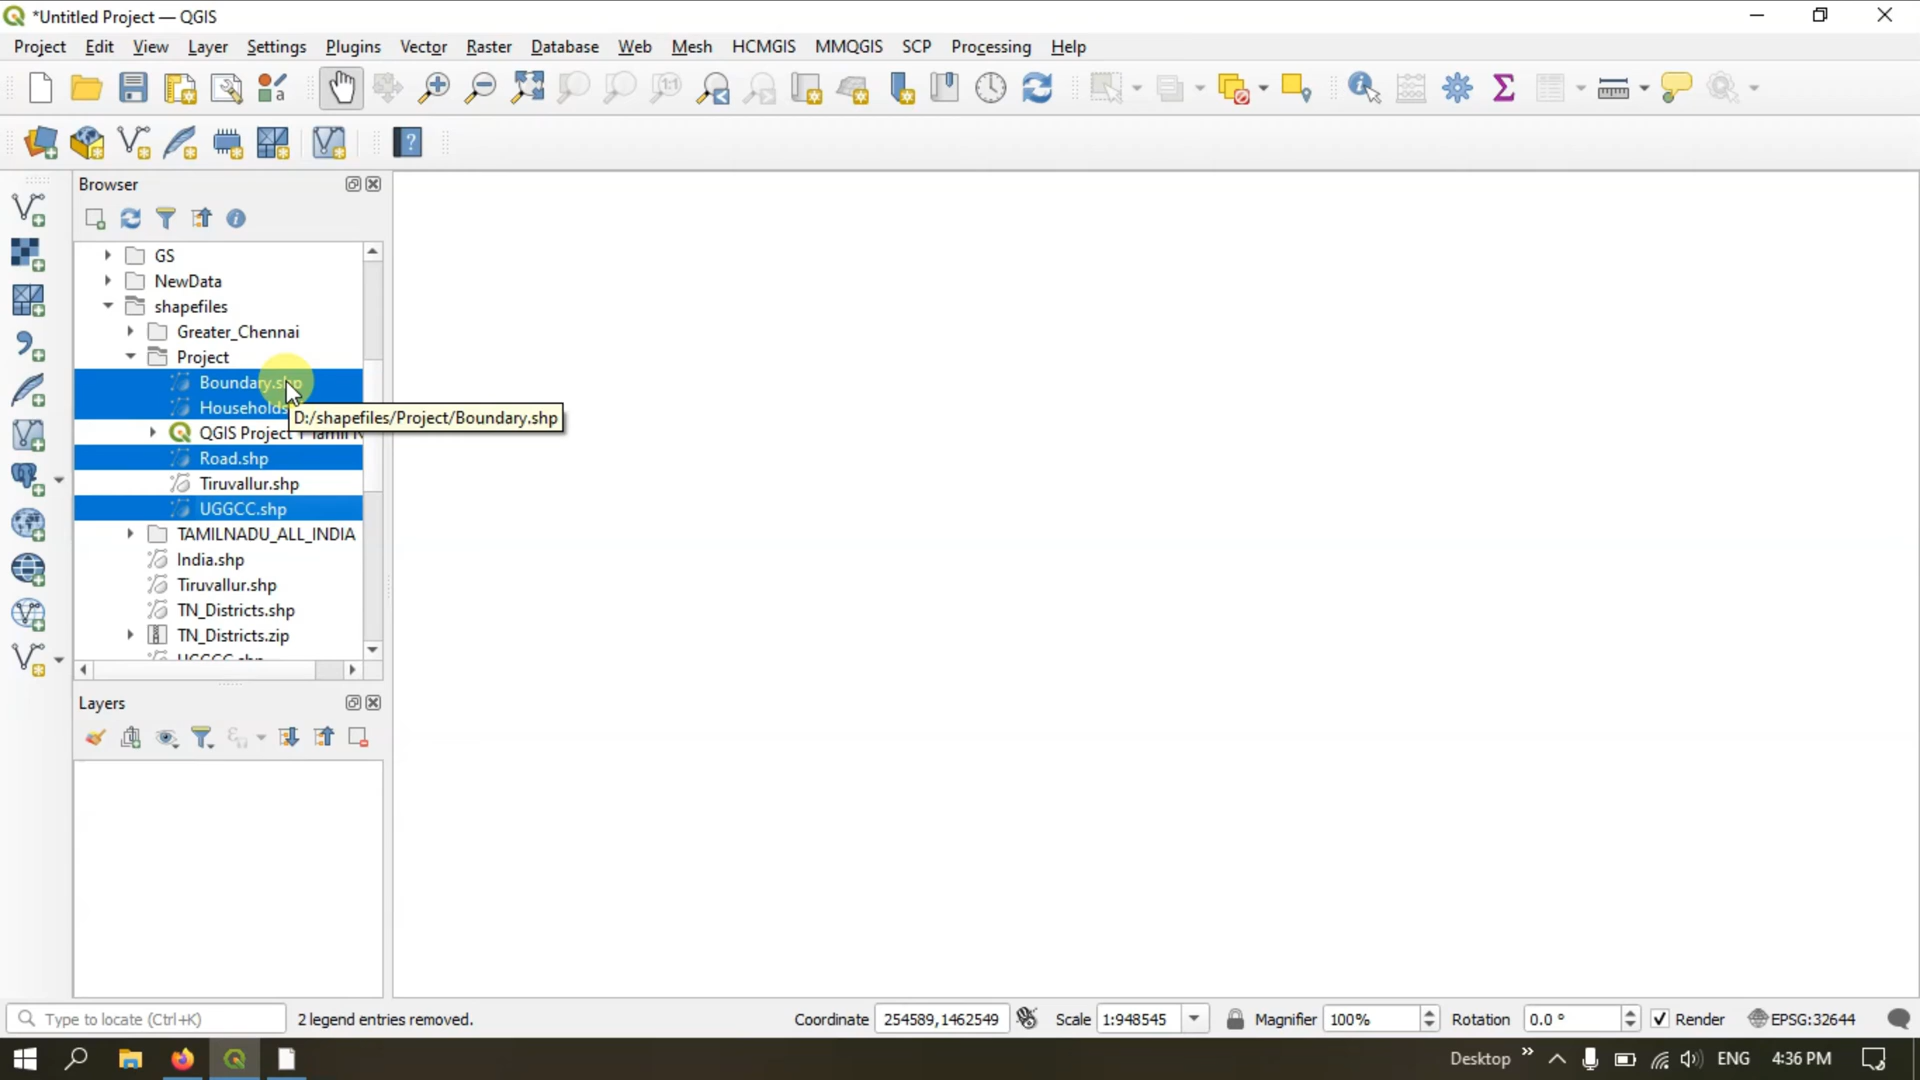 *Untitled Project — QGIS
Project Edit View Layer Settings Plugins Vector Raster Database Web Mesh HCMGIS MMQGIS SCP Processing Help
Browser
GS
NewData
shapefiles
Greater_Chennai
Project
Boundary.shp
Households
D:/shapefiles/Project/Boundary.shp
QGIS Project
Road.shp
Tiruvallur.shp
UGGCC.shp
TAMILNADU_ALL_INDIA
India.shp
Tiruvallur.shp
TN_Districts.shp
TN_Districts.zip
Layers
Type to locate (Ctrl+K) 2 legend entries removed. Coordinate 254589,1462549 Scale 1:948545 Magnifier 100% Rotation 0.0 ° Render EPSG:32644
Desktop ENG 4:36 PM